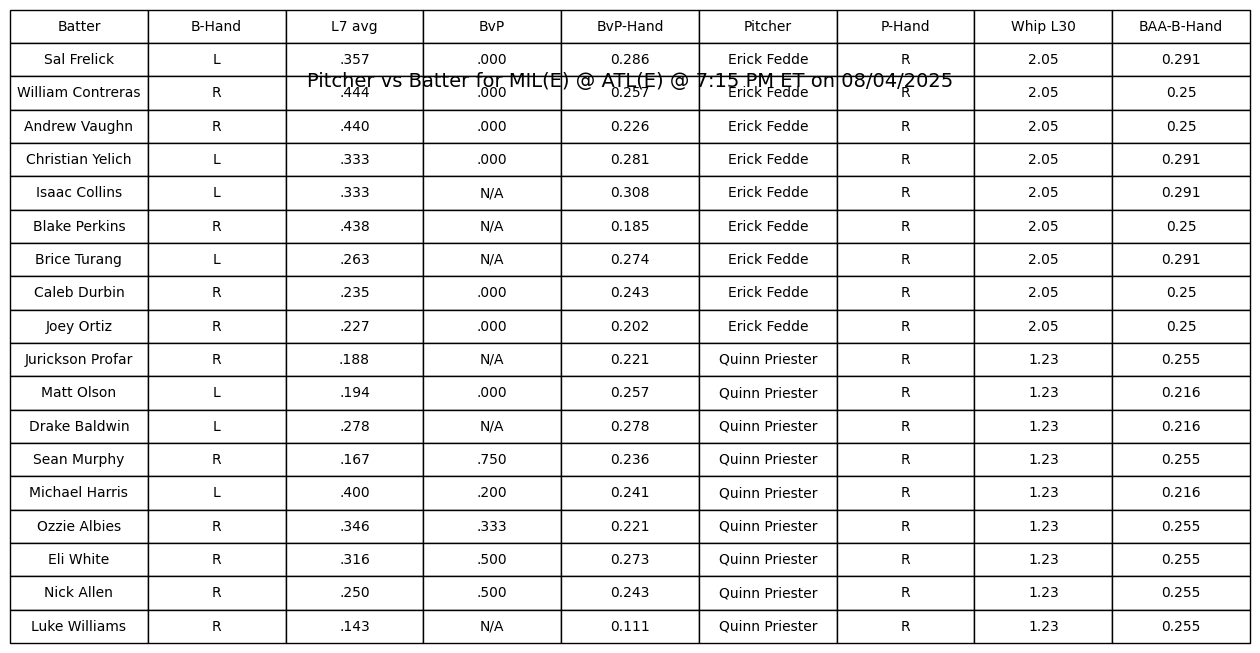 Batter B-Hand L7 avg BvP BvP-Hand Pitcher P-Hand Whip L30 BAA-B-Hand
Sal Frelick L .357 .000 0.286 Erick Fedde R 2.05 0.291
Pitcher vs Batter for MIL(E) @ ATL(E) @ 7:15 PM ET on 08/04/2025
William Contreras R .444 .000 0.257 Erick Fedde R 2.05 0.25
Andrew Vaughn R .440 .000 0.226 Erick Fedde R 2.05 0.25
Christian Yelich L .333 .000 0.281 Erick Fedde R 2.05 0.291
Isaac Collins L .333 N/A 0.308 Erick Fedde R 2.05 0.291
Blake Perkins R .438 N/A 0.185 Erick Fedde R 2.05 0.25
Brice Turang L .263 N/A 0.274 Erick Fedde R 2.05 0.291
Caleb Durbin R .235 .000 0.243 Erick Fedde R 2.05 0.25
Joey Ortiz R .227 .000 0.202 Erick Fedde R 2.05 0.25
Jurickson Profar R .188 N/A 0.221 Quinn Priester R 1.23 0.255
Matt Olson L .194 .000 0.257 Quinn Priester R 1.23 0.216
Drake Baldwin L .278 N/A 0.278 Quinn Priester R 1.23 0.216
Sean Murphy R .167 .750 0.236 Quinn Priester R 1.23 0.255
Michael Harris L .400 .200 0.241 Quinn Priester R 1.23 0.216
Ozzie Albies R .346 .333 0.221 Quinn Priester R 1.23 0.255
Eli White R .316 .500 0.273 Quinn Priester R 1.23 0.255
Nick Allen R .250 .500 0.243 Quinn Priester R 1.23 0.255
Luke Williams R .143 N/A 0.111 Quinn Priester R 1.23 0.255